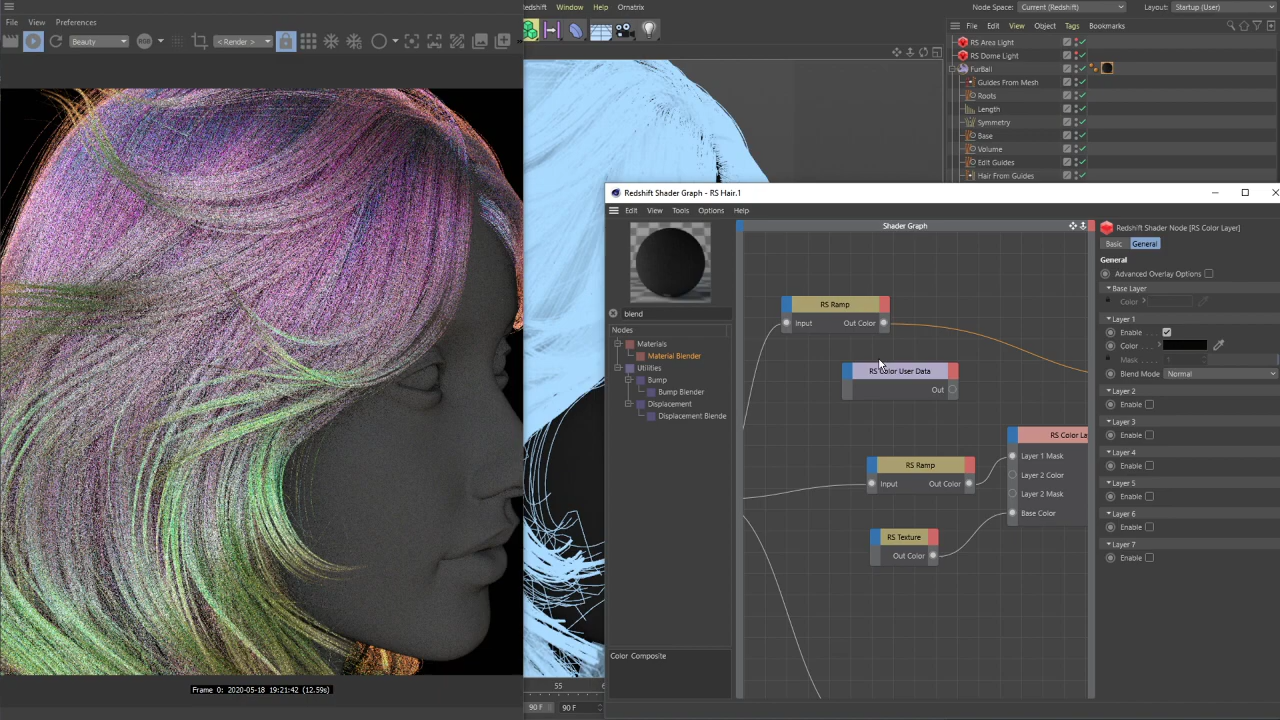 File View Preferences
Beauty
RGB
< Render >
Frame 0: 2020-05-18 19:21:42 (12.59s)
Redshift Window Help Ornatrix
Node Space: Current (Redshift) Layout: Startup (User)
File Edit View Object Tags Bookmarks
RS Area Light
RS Dome Light
FurBall
Guides From Mesh
Roots
Length
Symmetry
Base
Volume
Edit Guides
Hair From Guides
Redshift Shader Graph - RS Hair.1
Edit View Tools Options Help
blend
Nodes
Materials
Material Blender
Utilities
Bump
Bump Blender
Displacement
Displacement Blende
Color Composite
Shader Graph
RS Ramp
Input Out Color
RS Color User Data
Out
RS Ramp
Input Out Color
RS Texture
Out Color
RS Color La
Layer 1 Mask
Layer 2 Color
Layer 2 Mask
Base Color
Redshift Shader Node [RS Color Layer]
Basic General
General
Advanced Overlay Options
Base Layer
Color
Layer 1
Enable
Color
Mask 1
Blend Mode Normal
Layer 2
Enable
Layer 3
Enable
Layer 4
Enable
Layer 5
Enable
Layer 6
Enable
Layer 7
Enable
55
90 F 90 F